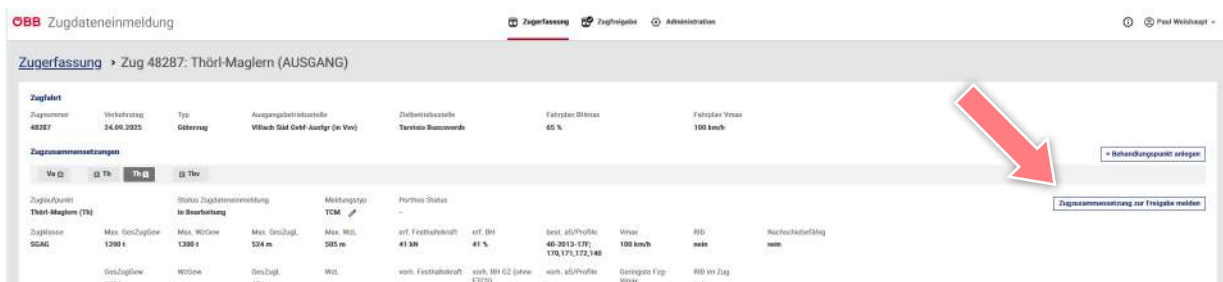 ÖBB Zugdateneinmeldung
Zugerfassung Zugfreigabe Administration
Paul Weishaupt
Zugerfassung › Zug 48287: Thörl-Maglern (AUSGANG)
Zugfahrt
Zugnummer Verkehrstag Typ Ausgangsbetriebsstelle Zielbetriebsstelle Fahrplan BHmax Fahrplan Vmax
48287 24.09.2025 Güterzug Villach Süd Gvbf-Ausfgr (in Vsv) Tarvisio Boscoverde 65 % 100 km/h
Zugzusammensetzungen
+ Behandlungspunkt anlegen
Va Th Th Tbv
Zuglaufpunkt Status Zugdateneinmeldung Meldungstyp Porthos Status
Thörl-Maglern (Th) In Bearbeitung TCM -
Zugzusammensetzung zur Freigabe melden
Zugklasse Max. GesZugGew Max. WzGew Max. GesZugL Max. WzL erf. Festhaltekraft erf. BH best. aS/Profile Vmax RID Nachschiebefähig
SGAG 1390 t 1300 t 524 m 505 m 41 kN 41 % 40-2013-17F; 100 km/h nein nein
170,171,172,140
GesZugGew WzGew GesZugL WzL vorh. Festhaltekraft vorh. BH GZ (ohne vorh. aS/Profile Geringste Fzg- RID im Zug